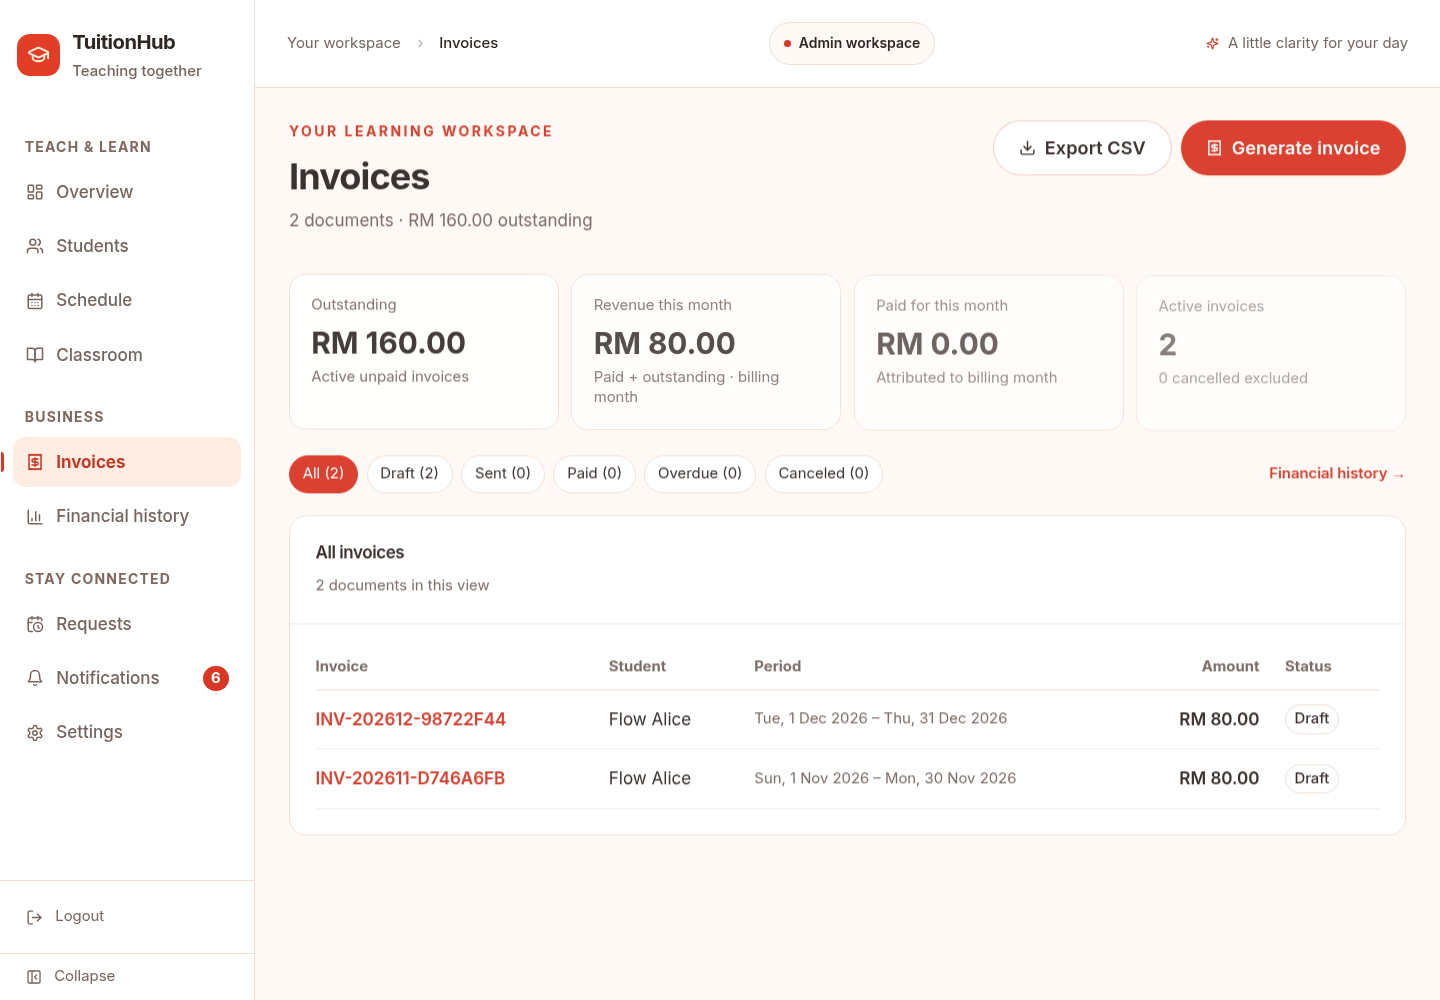 TuitionHub
Teaching together
TEACH & LEARN
Overview
Students
Schedule
Classroom
BUSINESS
Invoices
Financial history
STAY CONNECTED
Requests
Notifications 6
Settings
Logout
Collapse
Your workspace › Invoices
Admin workspace
A little clarity for your day
YOUR LEARNING WORKSPACE
Invoices
2 documents · RM 160.00 outstanding
Export CSV
Generate invoice
Outstanding
RM 160.00
Active unpaid invoices
Revenue this month
RM 80.00
Paid + outstanding · billing
month
Paid for this month
RM 0.00
Attributed to billing month
Active invoices
2
0 cancelled excluded
All (2) Draft (2) Sent (0) Paid (0) Overdue (0) Canceled (0)
Financial history →
All invoices
2 documents in this view
Invoice Student Period Amount Status
INV-202612-98722F44 Flow Alice Tue, 1 Dec 2026 – Thu, 31 Dec 2026 RM 80.00 Draft
INV-202611-D746A6FB Flow Alice Sun, 1 Nov 2026 – Mon, 30 Nov 2026 RM 80.00 Draft